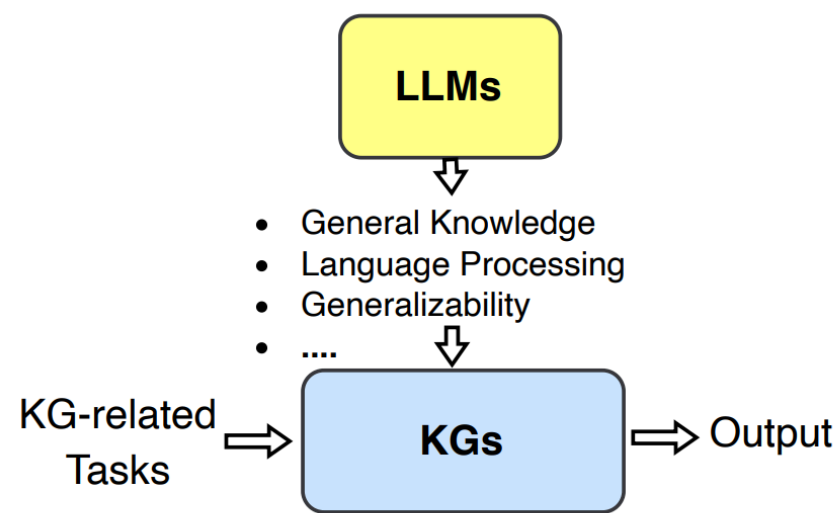 LLMs
• General Knowledge
• Language Processing
• Generalizability
• ....
KG-related
Tasks
KGs
Output